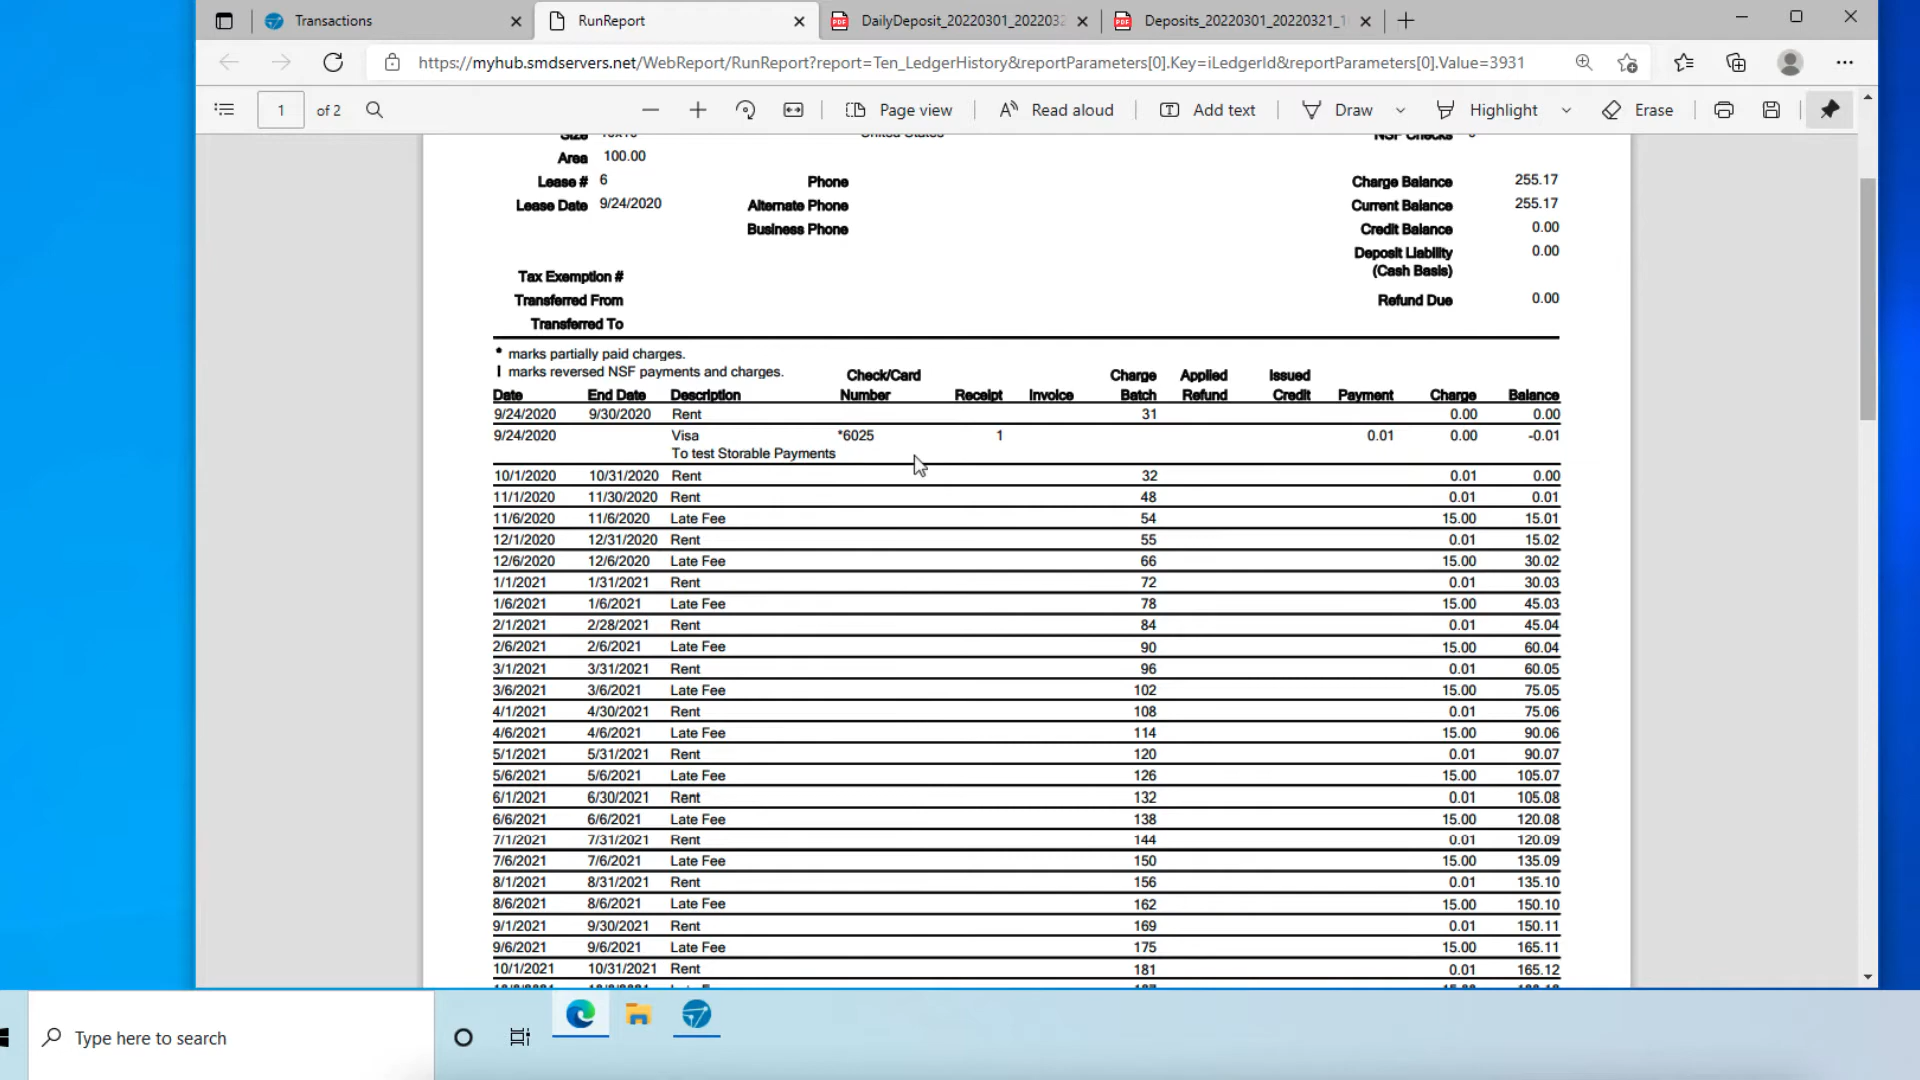 Transactions
RunReport
DailyDeposit_20220301_2022032
Deposits_20220301_20220321_1
https://myhub.smdservers.net/WebReport/RunReport?report=Ten_LedgerHistory&reportParameters[0].Key=iLedgerId&reportParameters[0].Value=3931
1 of 2 Page view Read aloud Add text Draw Highlight Erase
Size 10x10 United States NSF Checks
Area 100.00
Lease # 6 Phone Charge Balance 255.17
Lease Date 9/24/2020 Alternate Phone Current Balance 255.17
Business Phone Credit Balance 0.00
Deposit Liability 0.00
(Cash Basis)
Tax Exemption #
Transferred From Refund Due 0.00
Transferred To
* marks partially paid charges.
| marks reversed NSF payments and charges.
Check/Card Charge Applied Issued
Date End Date Description Number Receipt Invoice Batch Refund Credit Payment Charge Balance
9/24/2020 9/30/2020 Rent 31 0.00 0.00
9/24/2020 Visa *6025 1 0.01 0.00 -0.01
To test Storable Payments
10/1/2020 10/31/2020 Rent 32 0.01 0.00
11/1/2020 11/30/2020 Rent 48 0.01 0.01
11/6/2020 11/6/2020 Late Fee 54 15.00 15.01
12/1/2020 12/31/2020 Rent 55 0.01 15.02
12/6/2020 12/6/2020 Late Fee 66 15.00 30.02
1/1/2021 1/31/2021 Rent 72 0.01 30.03
1/6/2021 1/6/2021 Late Fee 78 15.00 45.03
2/1/2021 2/28/2021 Rent 84 0.01 45.04
2/6/2021 2/6/2021 Late Fee 90 15.00 60.04
3/1/2021 3/31/2021 Rent 96 0.01 60.05
3/6/2021 3/6/2021 Late Fee 102 15.00 75.05
4/1/2021 4/30/2021 Rent 108 0.01 75.06
4/6/2021 4/6/2021 Late Fee 114 15.00 90.06
5/1/2021 5/31/2021 Rent 120 0.01 90.07
5/6/2021 5/6/2021 Late Fee 126 15.00 105.07
6/1/2021 6/30/2021 Rent 132 0.01 105.08
6/6/2021 6/6/2021 Late Fee 138 15.00 120.08
7/1/2021 7/31/2021 Rent 144 0.01 120.09
7/6/2021 7/6/2021 Late Fee 150 15.00 135.09
8/1/2021 8/31/2021 Rent 156 0.01 135.10
8/6/2021 8/6/2021 Late Fee 162 15.00 150.10
9/1/2021 9/30/2021 Rent 169 0.01 150.11
9/6/2021 9/6/2021 Late Fee 175 15.00 165.11
10/1/2021 10/31/2021 Rent 181 0.01 165.12
Type here to search